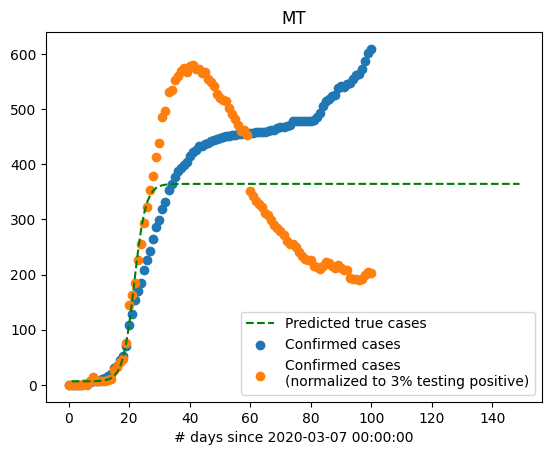 MT
600
500
400
300
200
100
0
Predicted true cases
Confirmed cases
Confirmed cases
(normalized to 3% testing positive)
0 20 40 60 80 100 120 140
# days since 2020-03-07 00:00:00